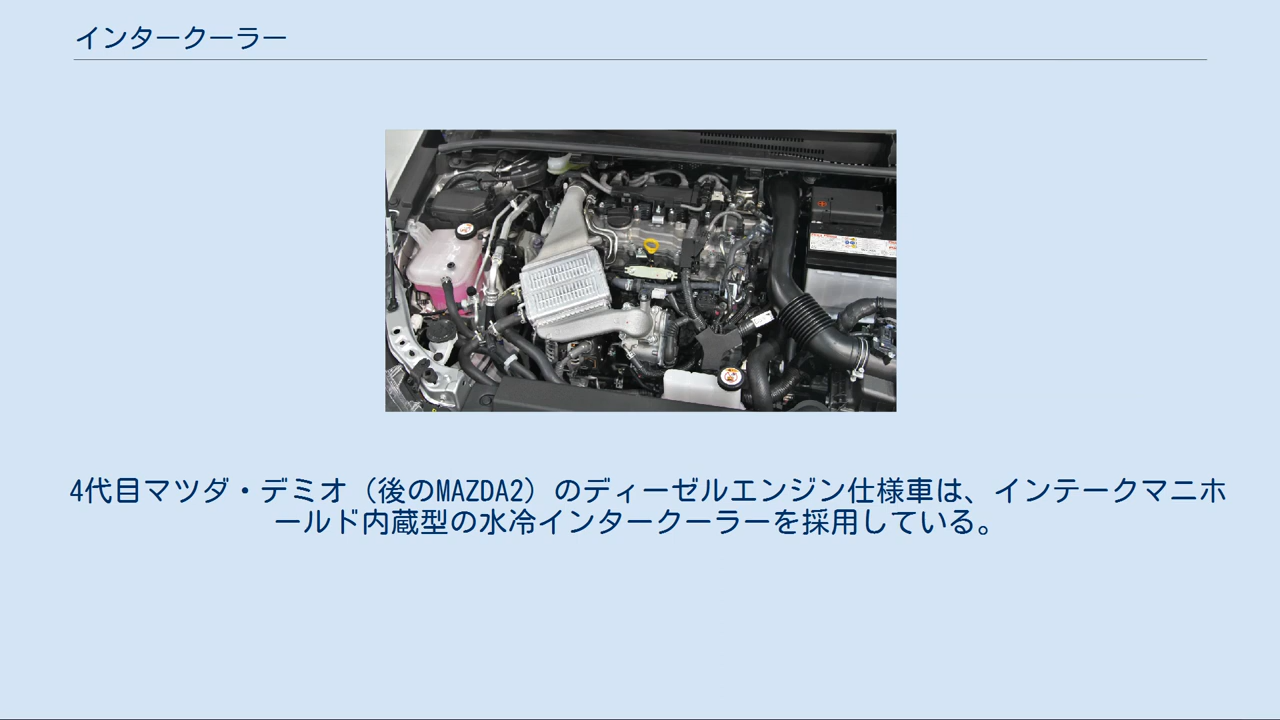 インタークーラー
4代目マツダ・デミオ（後のMAZDA2）のディーゼルエンジン仕様車は、インテークマニホ
ールド内蔵型の水冷インタークーラーを採用している。